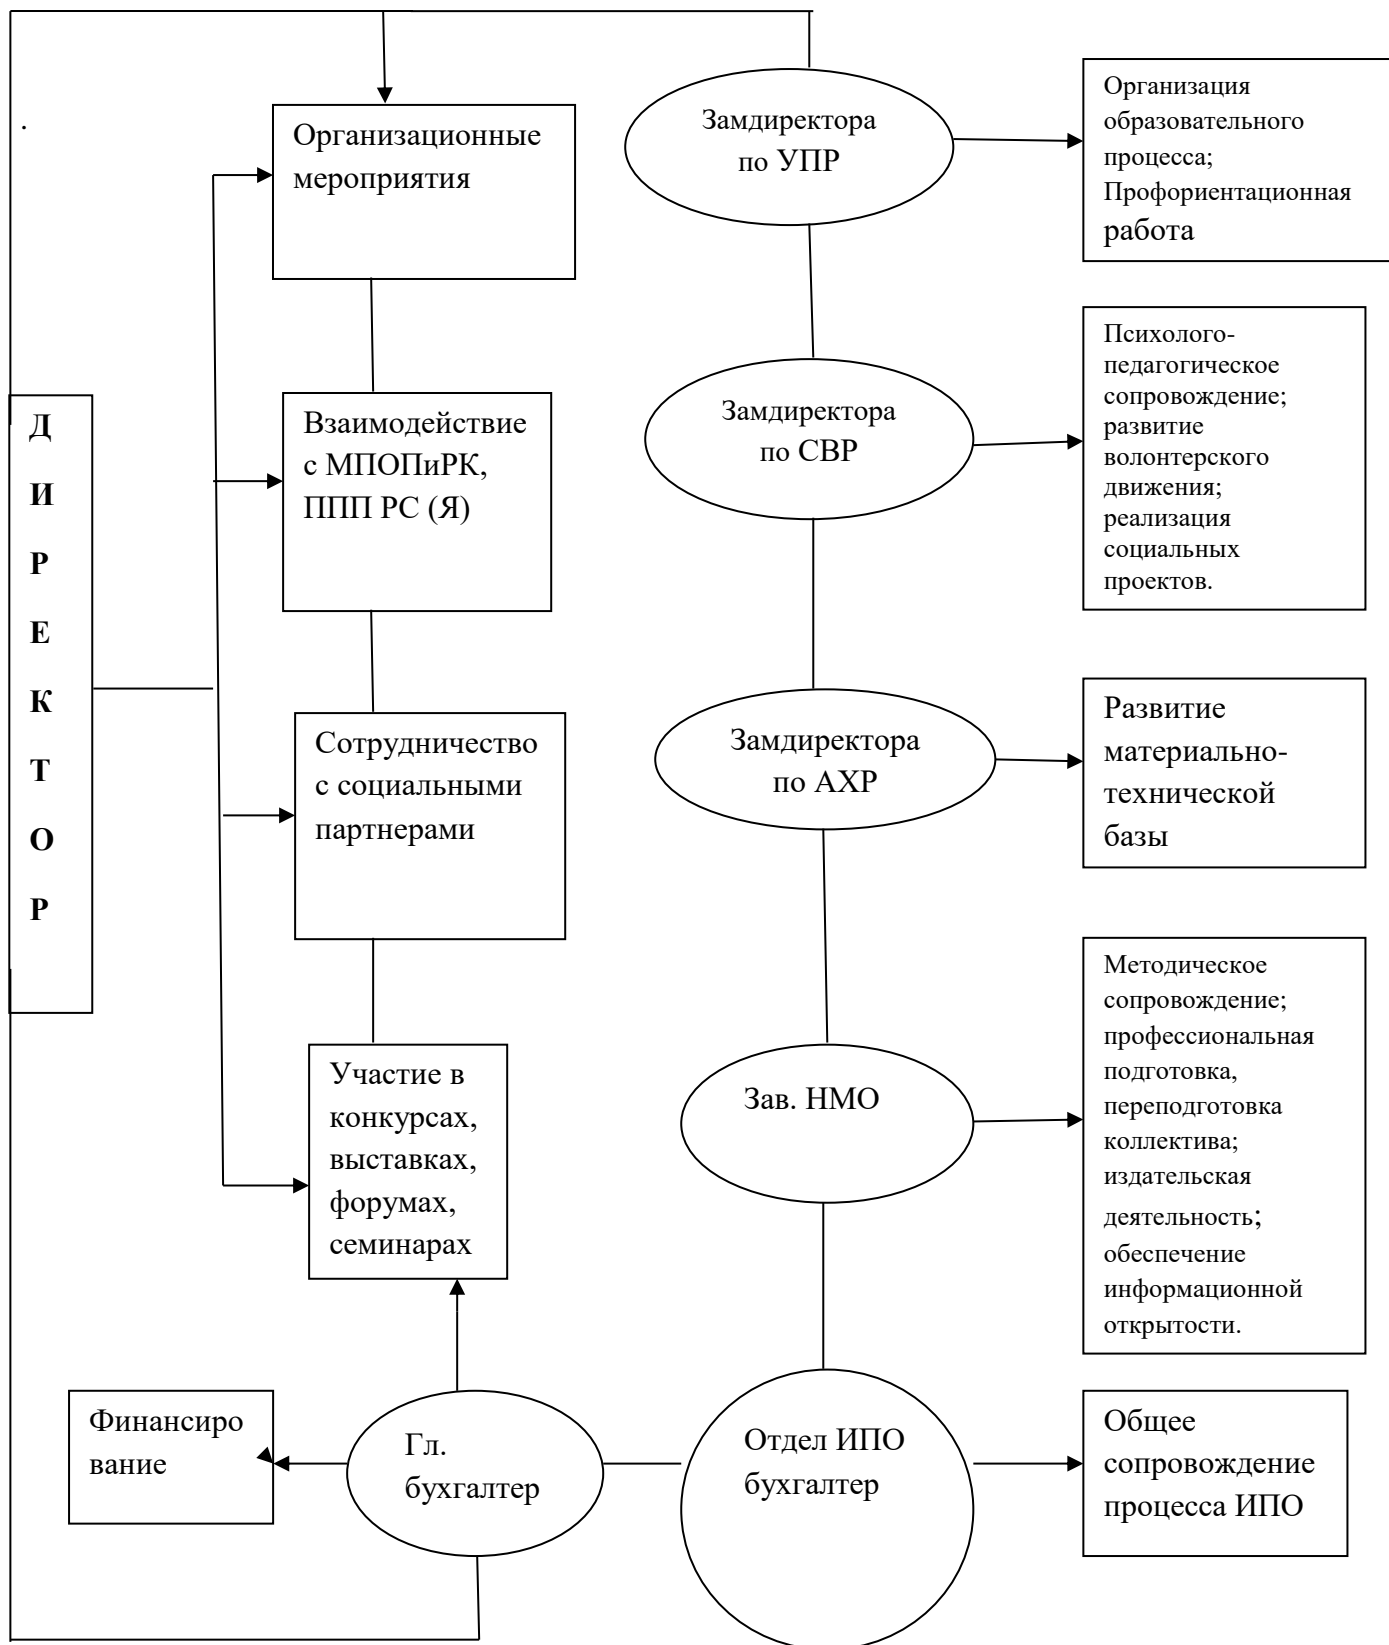 .
Организационные
мероприятия
Замдиректора
по УПР
Организация
образовательного
процесса;
Профориентационная
работа
Д
И
Р
Е
К
Т
О
Р
Взаимодействие
с МПОПиРК,
ППП РС (Я)
Замдиректора
по СВР
Психолого-
педагогическое
сопровождение;
развитие
волонтерского
движения;
реализация
социальных
проектов.
Сотрудничество
с социальными
партнерами
Замдиректора
по АХР
Развитие
материально-
технической
базы
Участие в
конкурсах,
выставках,
форумах,
семинарах
Зав. НМО
Методическое
сопровождение;
профессиональная
подготовка,
переподготовка
коллектива;
издательская
деятельность;
обеспечение
информационной
открытости.
Финансиро
вание
Гл.
бухгалтер
Отдел ИПО
бухгалтер
Общее
сопровождение
процесса ИПО